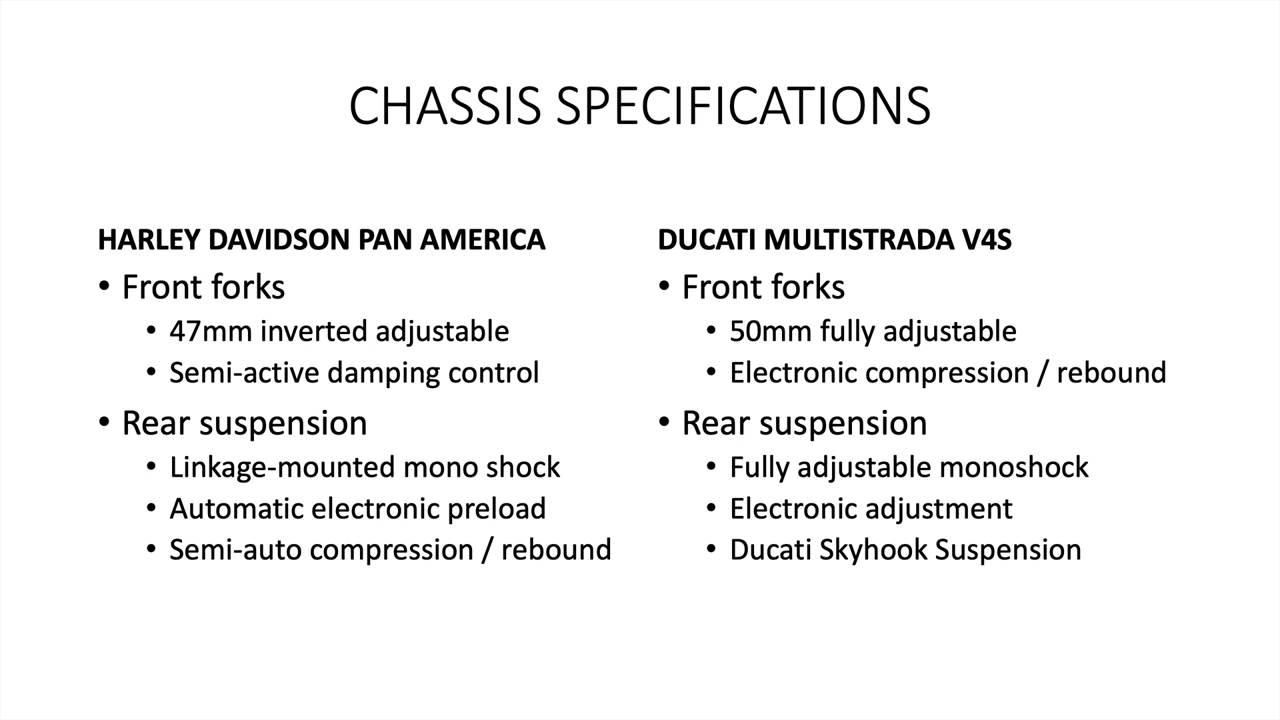 CHASSIS SPECIFICATIONS
HARLEY DAVIDSON PAN AMERICA
• Front forks
• 47mm inverted adjustable
• Semi-active damping control
• Rear suspension
• Linkage-mounted mono shock
• Automatic electronic preload
• Semi-auto compression / rebound
DUCATI MULTISTRADA V4S
• Front forks
• 50mm fully adjustable
• Electronic compression / rebound
• Rear suspension
• Fully adjustable monoshock
• Electronic adjustment
• Ducati Skyhook Suspension